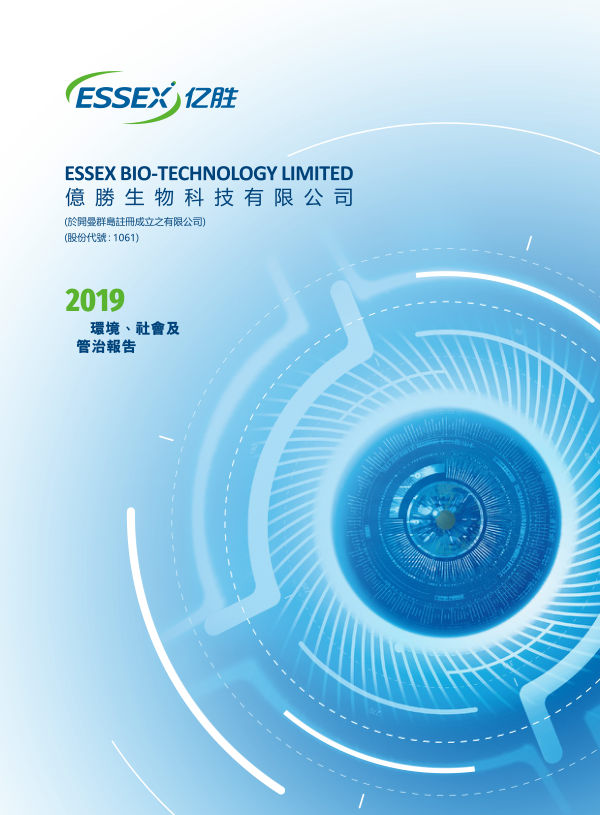 ESSEX 亿胜
ESSEX BIO-TECHNOLOGY LIMITED
億勝生物科技有限公司
(於開曼群島註冊成立之有限公司)
(股份代號 : 1061)
2019
環境、社會及
管治報告